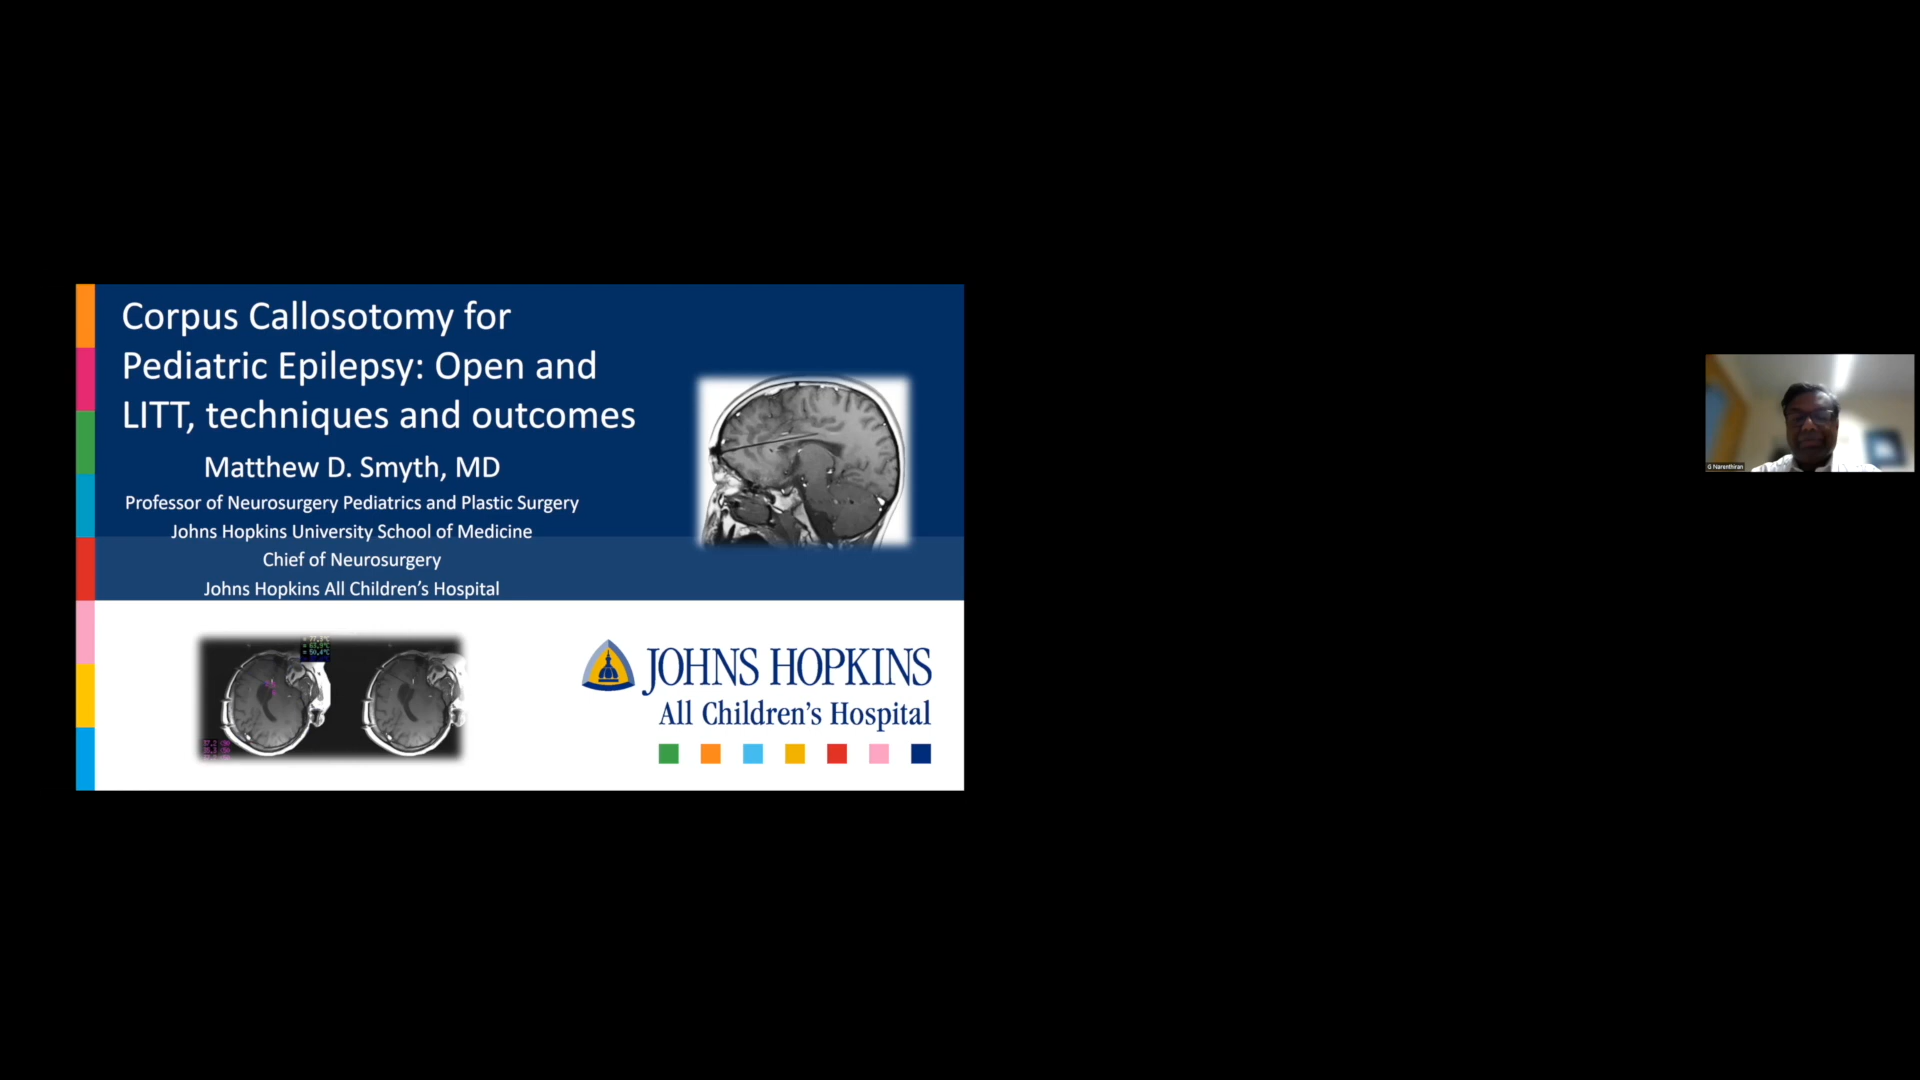 Corpus Callosotomy for
Pediatric Epilepsy: Open and
LITT, techniques and outcomes
Matthew D. Smyth, MD
Professor of Neurosurgery Pediatrics and Plastic Surgery
Johns Hopkins University School of Medicine
Chief of Neurosurgery
Johns Hopkins All Children's Hospital
JOHNS HOPKINS
All Children's Hospital
G Narenthiran